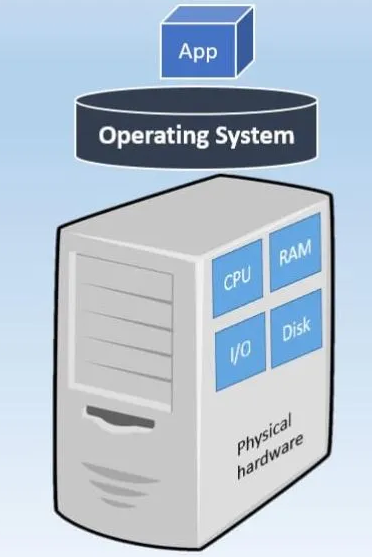 App
Operating System
CPU
RAM
I/O
Disk
Physical
hardware